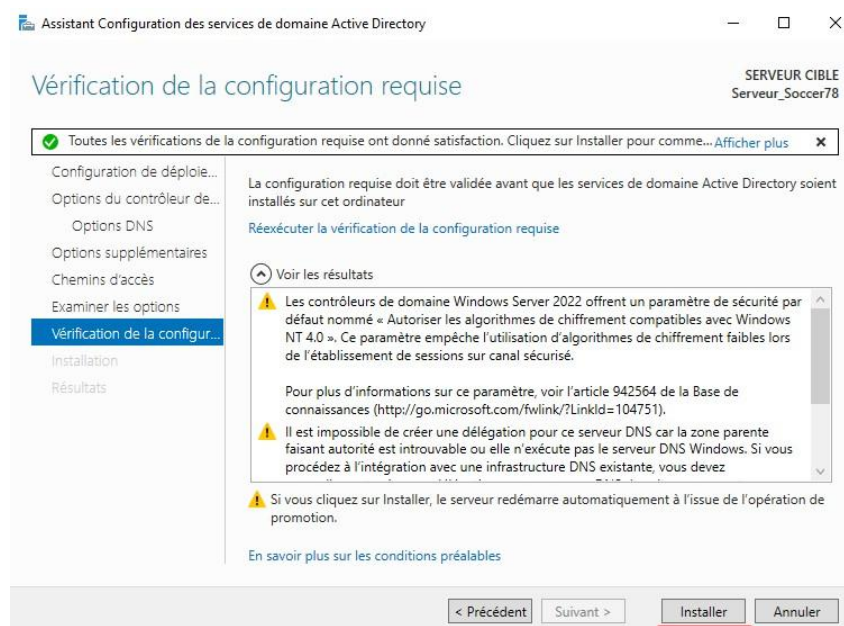 Assistant Configuration des services de domaine Active Directory
Vérification de la configuration requise
SERVEUR CIBLE
Serveur_Soccer78
Toutes les vérifications de la configuration requise ont donné satisfaction. Cliquez sur Installer pour comme... Afficher plus
Configuration de déploie...
Options du contrôleur de...
Options DNS
Options supplémentaires
Chemins d'accès
Examiner les options
Vérification de la configur...
Installation
Résultats
La configuration requise doit être validée avant que les services de domaine Active Directory soient
installés sur cet ordinateur
Réexécuter la vérification de la configuration requise
Voir les résultats
Les contrôleurs de domaine Windows Server 2022 offrent un paramètre de sécurité par
défaut nommé « Autoriser les algorithmes de chiffrement compatibles avec Windows
NT 4.0 ». Ce paramètre empêche l'utilisation d'algorithmes de chiffrement faibles lors
de l'établissement de sessions sur canal sécurisé.
Pour plus d'informations sur ce paramètre, voir l'article 942564 de la Base de
connaissances (http://go.microsoft.com/fwlink/?LinkId=104751).
Il est impossible de créer une délégation pour ce serveur DNS car la zone parente
faisant autorité est introuvable ou elle n'exécute pas le serveur DNS Windows. Si vous
procédez à l'intégration avec une infrastructure DNS existante, vous devez
Si vous cliquez sur Installer, le serveur redémarre automatiquement à l'issue de l'opération de
promotion.
En savoir plus sur les conditions préalables
< Précédent
Suivant >
Installer
Annuler